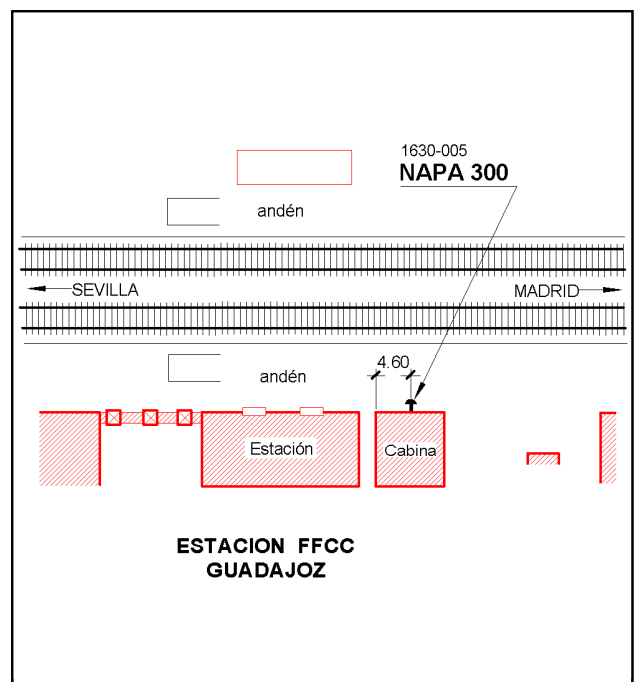 1630-005
NAPA 300
andén
SEVILLA
MADRID
4.60
andén
Estación
Cabina
ESTACION FFCC
GUADAJOZ